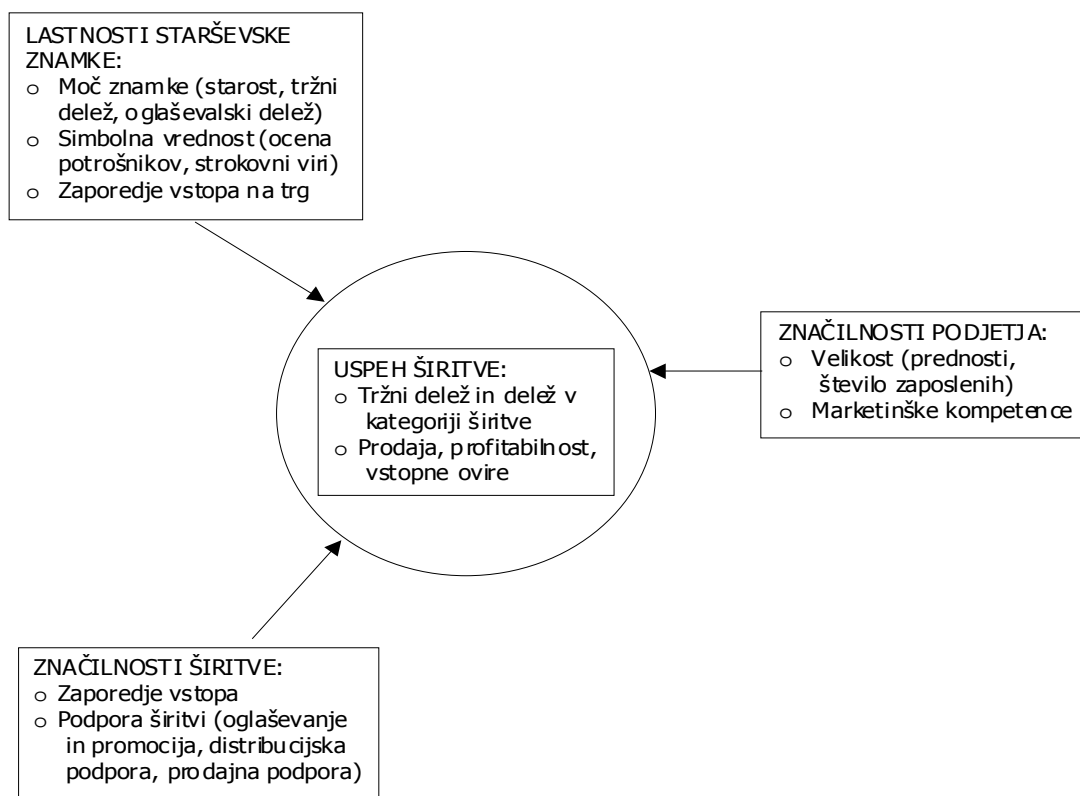 LASTNOSTI STARŠEVSKE
ZNAMKE:
o Moč znamke (starost, tržni
delež, oglaševalski delež)
o Simbolna vrednost (ocena
potrošnikov, strokovni viri)
o Zaporedje vstopa na trg
ZNAČILNOSTI PODJETJA:
o Velikost (prednosti,
število zaposlenih)
o Marketinške kompetence
USPEH ŠIRITVE:
o Tržni delež in delež v
kategoriji širitve
o Prodaja, profitabilnost,
vstopne ovire
ZNAČILNOSTI ŠIRITVE:
o Zaporedje vstopa
o Podpora širitvi (oglaševanje
in promocija, distribucijska
podpora, prodajna podpora)